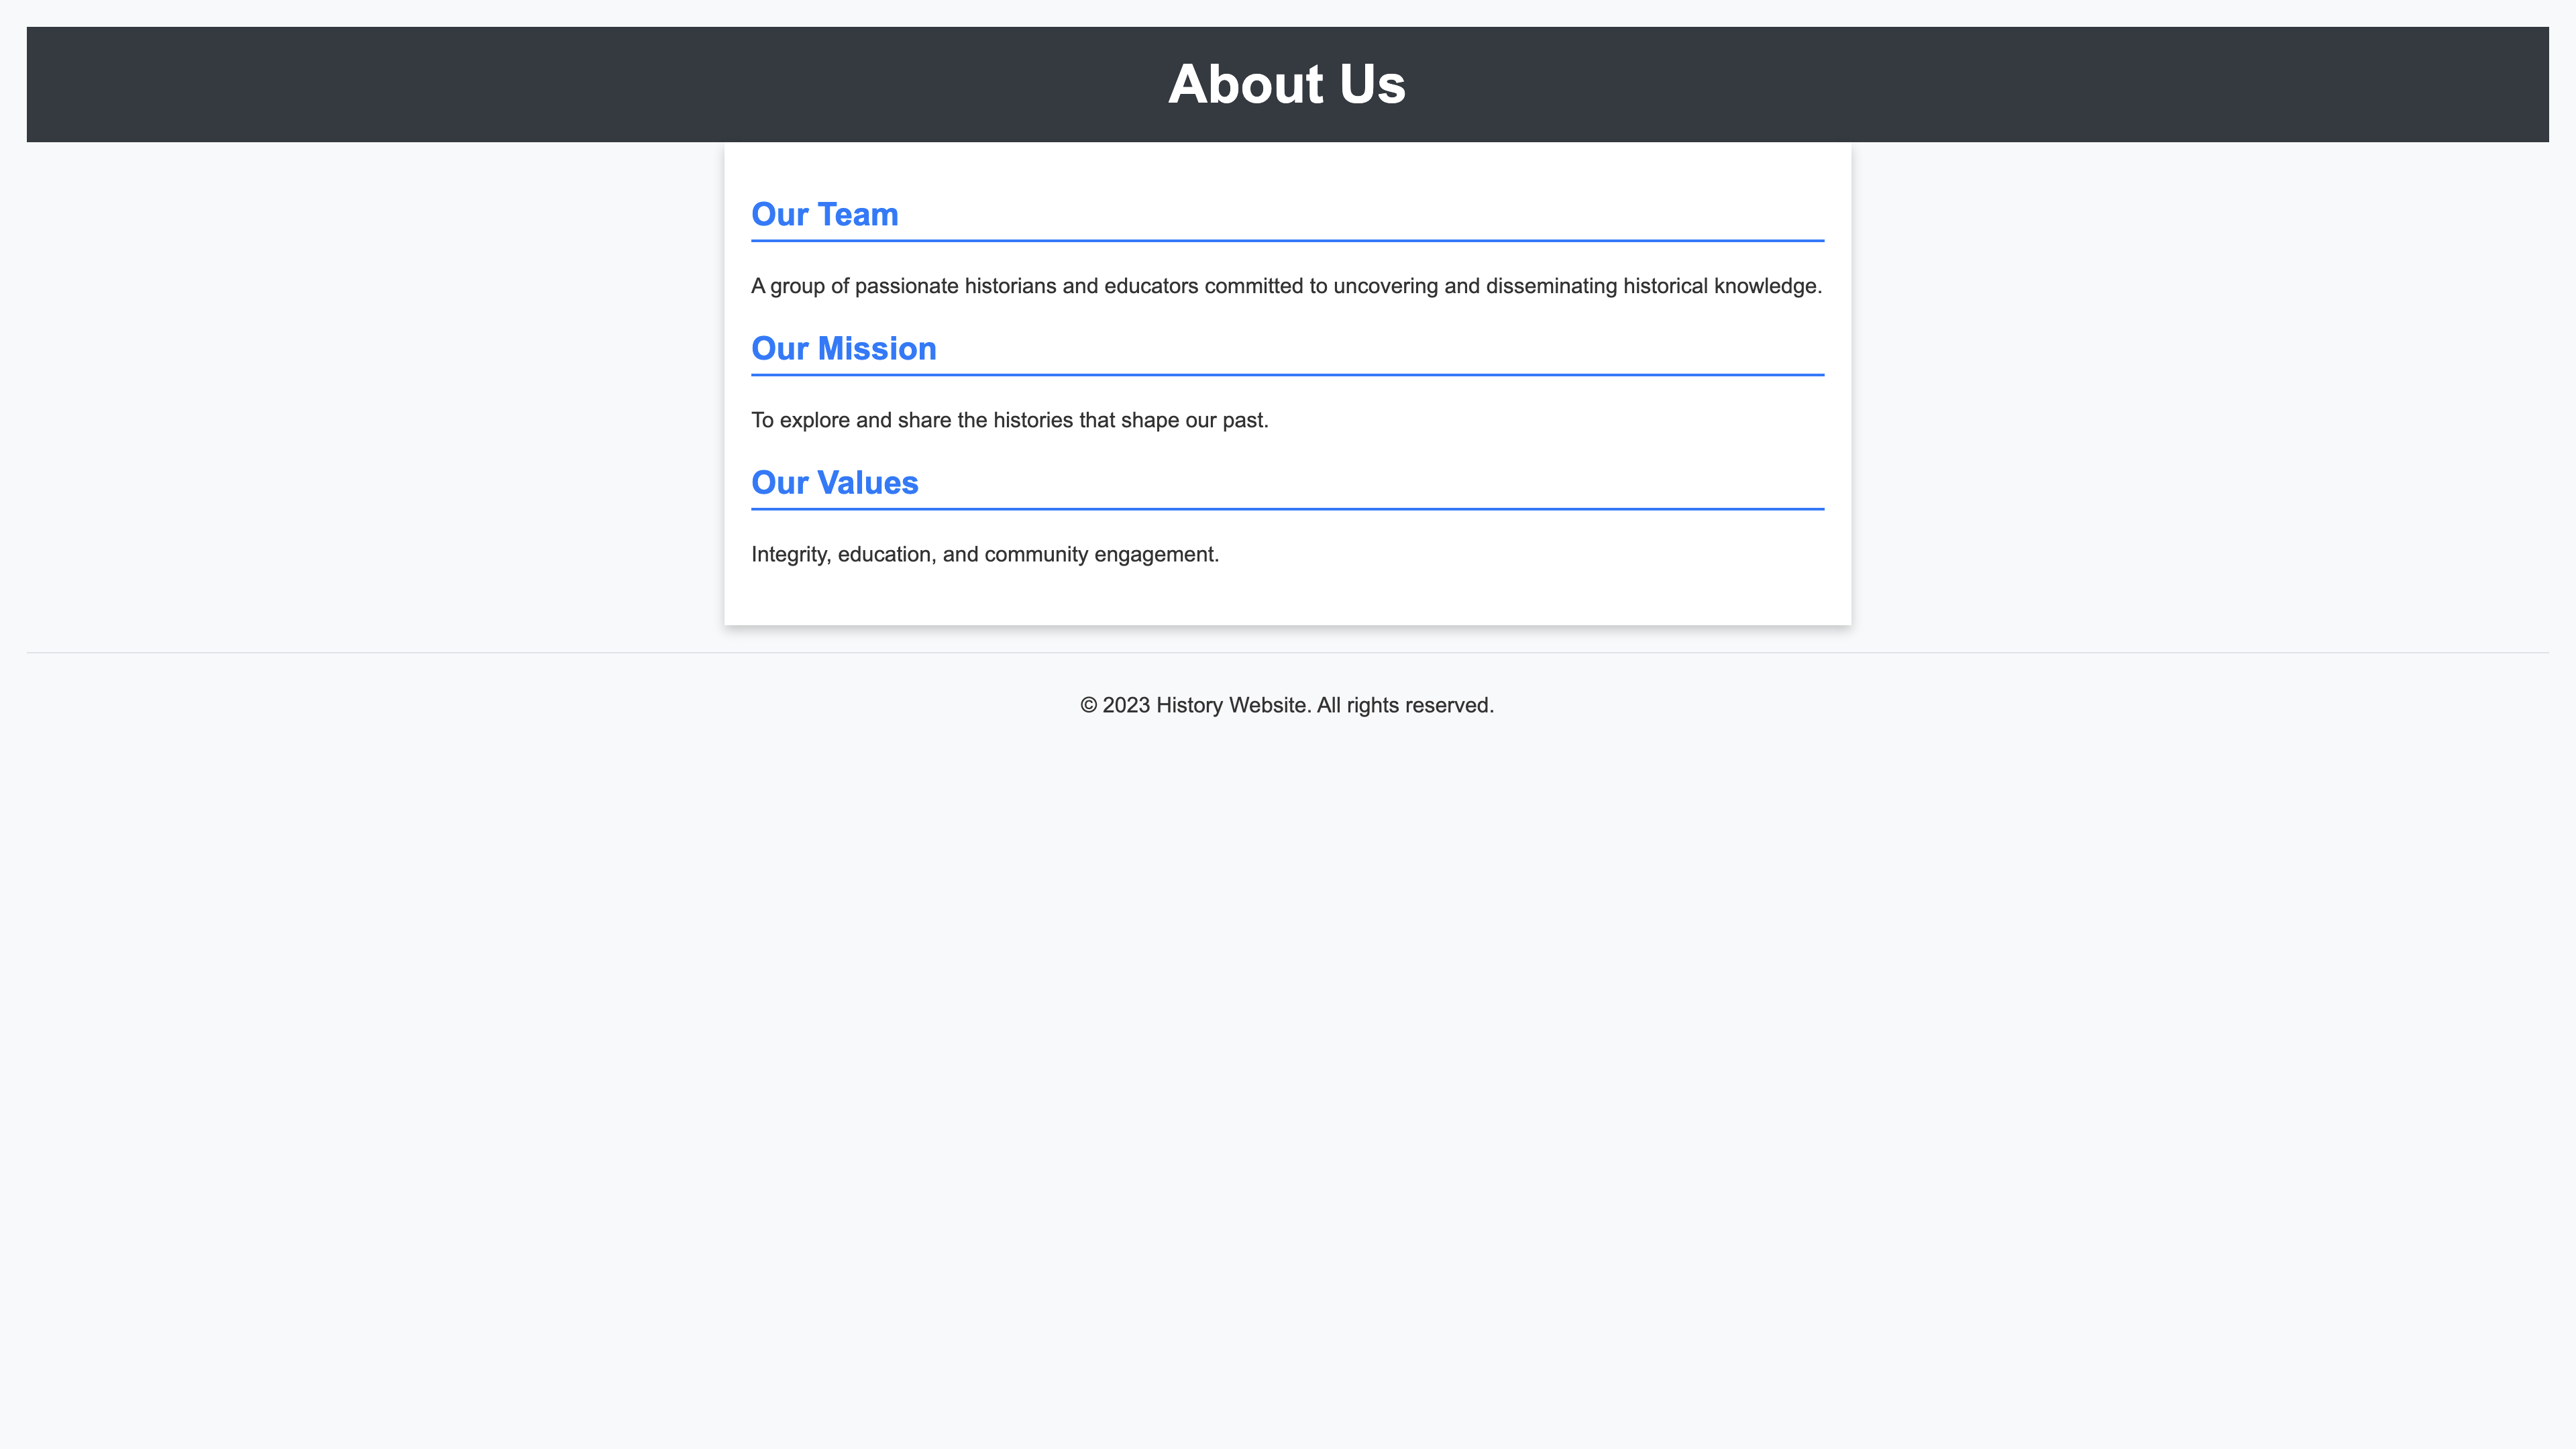 About Us
Our Team
A group of passionate historians and educators committed to uncovering and disseminating historical knowledge.
Our Mission
To explore and share the histories that shape our past.
Our Values
Integrity, education, and community engagement.
© 2023 History Website. All rights reserved.